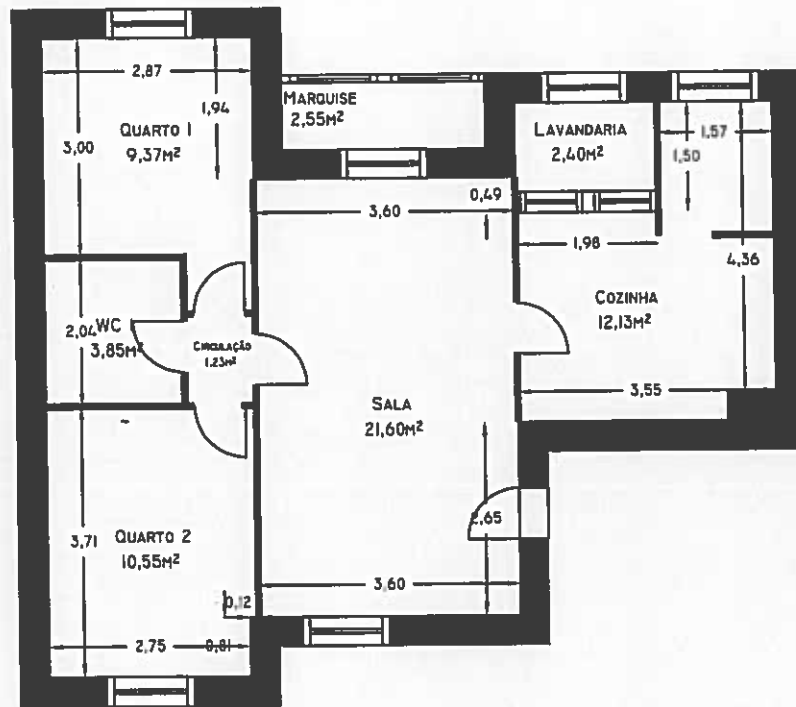 2,87
1,94
QUARTO 1
9,37M²
3,00
MARQUISE
2,55M²
LAVANDARIA
2,40M²
1,57
1,50
0,49
3,60
1,98
4,36
COZINHA
12,13M²
3,55
2,04
WC
3,85M²
CIRCULAÇÃO
1.23M²
SALA
21,60M²
3,71
QUARTO 2
10,55M²
0,12
2,75
0,81
3,60